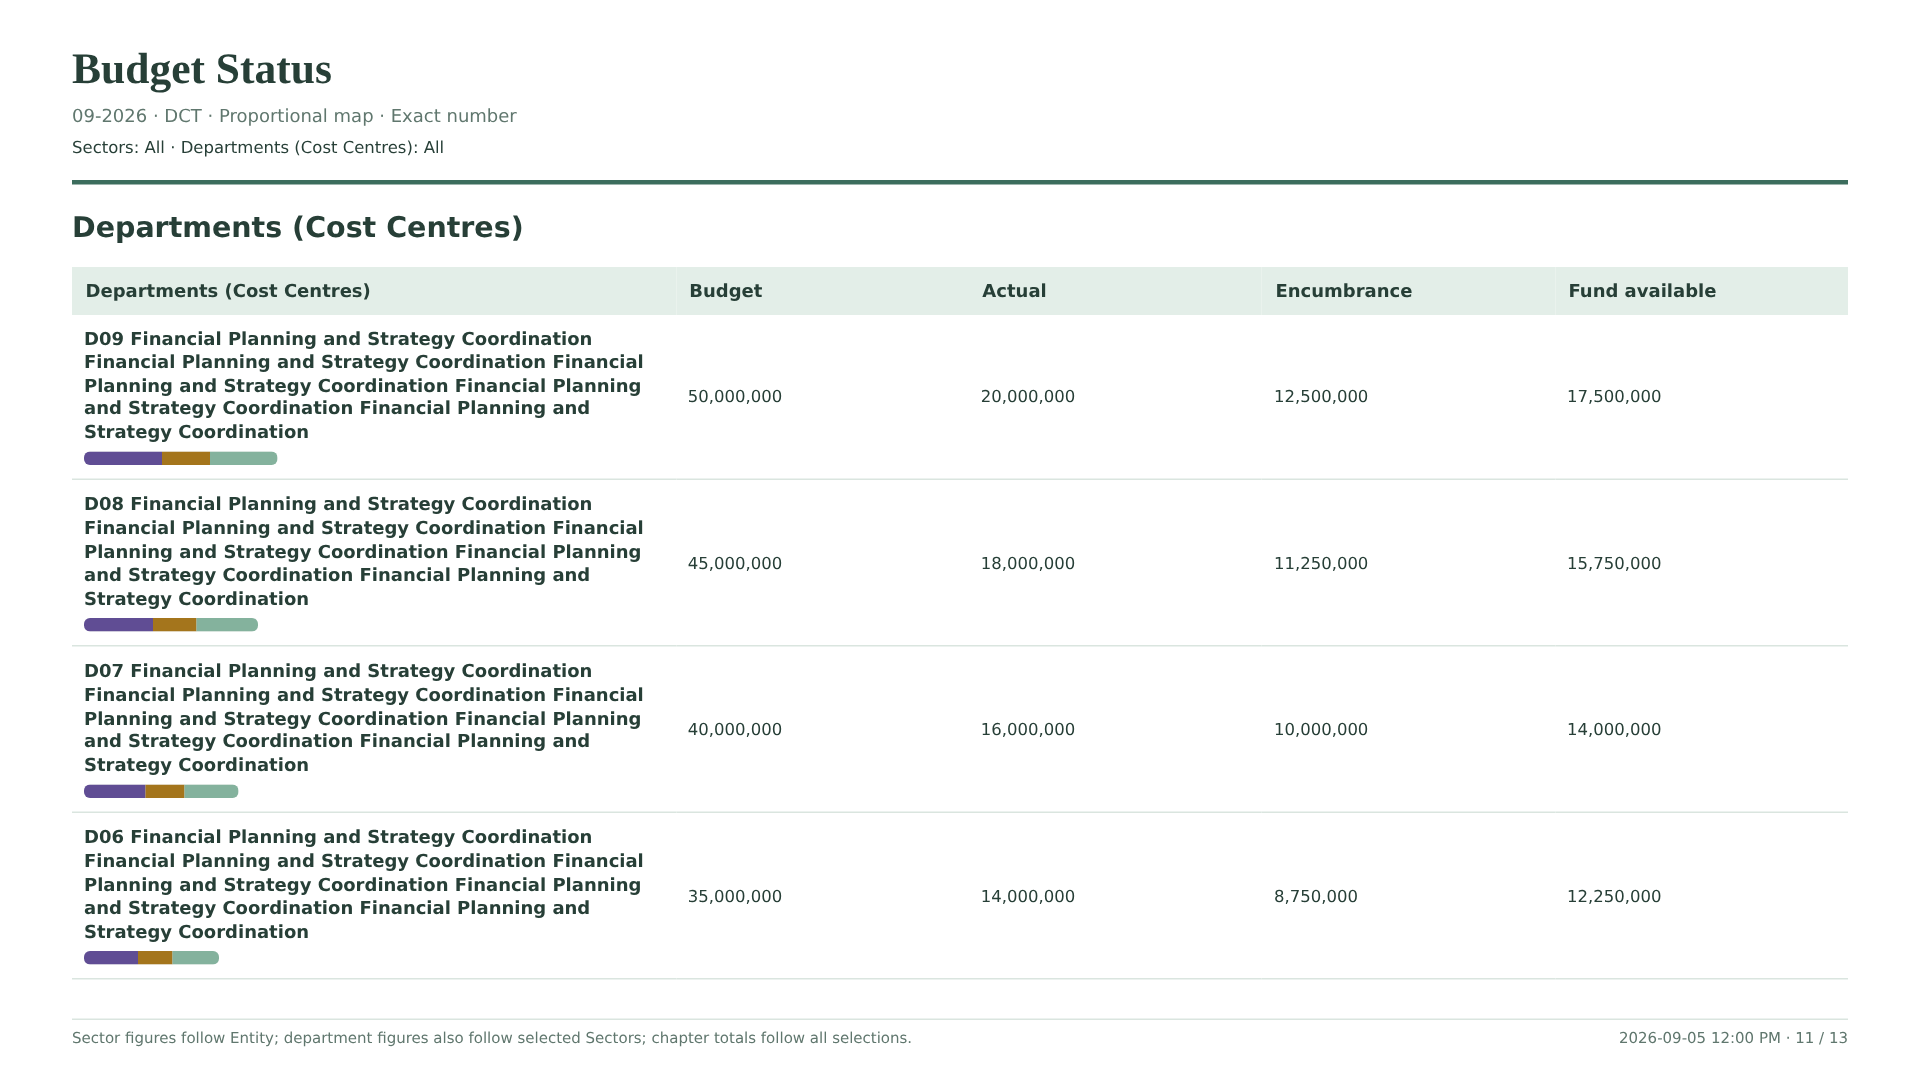 Budget Status
09-2026 · DCT · Proportional map · Exact number
Sectors: All · Departments (Cost Centres): All
Departments (Cost Centres)
Departments (Cost Centres) Budget Actual Encumbrance Fund available
D09 Financial Planning and Strategy Coordination
Financial Planning and Strategy Coordination Financial
Planning and Strategy Coordination Financial Planning
and Strategy Coordination Financial Planning and
Strategy Coordination
50,000,000 20,000,000 12,500,000 17,500,000
D08 Financial Planning and Strategy Coordination
Financial Planning and Strategy Coordination Financial
Planning and Strategy Coordination Financial Planning
and Strategy Coordination Financial Planning and
Strategy Coordination
45,000,000 18,000,000 11,250,000 15,750,000
D07 Financial Planning and Strategy Coordination
Financial Planning and Strategy Coordination Financial
Planning and Strategy Coordination Financial Planning
and Strategy Coordination Financial Planning and
Strategy Coordination
40,000,000 16,000,000 10,000,000 14,000,000
D06 Financial Planning and Strategy Coordination
Financial Planning and Strategy Coordination Financial
Planning and Strategy Coordination Financial Planning
and Strategy Coordination Financial Planning and
Strategy Coordination
35,000,000 14,000,000 8,750,000 12,250,000
Sector figures follow Entity; department figures also follow selected Sectors; chapter totals follow all selections.
2026-09-05 12:00 PM · 11 / 13